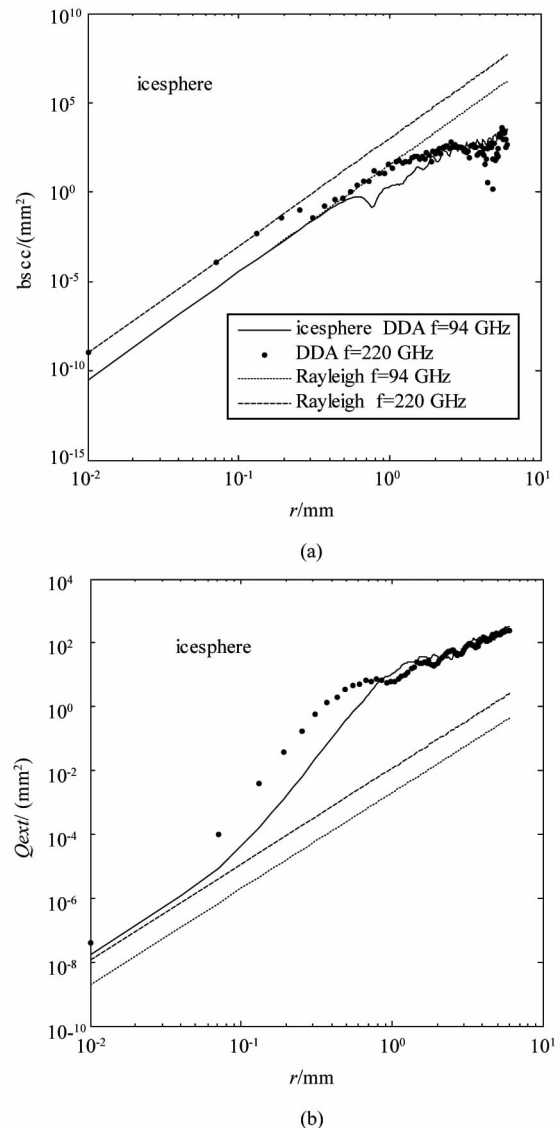 10^10
icesphere
10^5
10^0
bscc/(mm²)
10^-5
10^-10
10^-15
icesphere DDA f=94 GHz
DDA f=220 GHz
Rayleigh f=94 GHz
Rayleigh f=220 GHz
10^-2 10^-1 10^0 10^1
r/mm
(a)
10^4
icesphere
10^2
10^0
10^-2
Qext/ (mm²)
10^-4
10^-6
10^-8
10^-10
10^-2 10^-1 10^0 10^1
r/mm
(b)